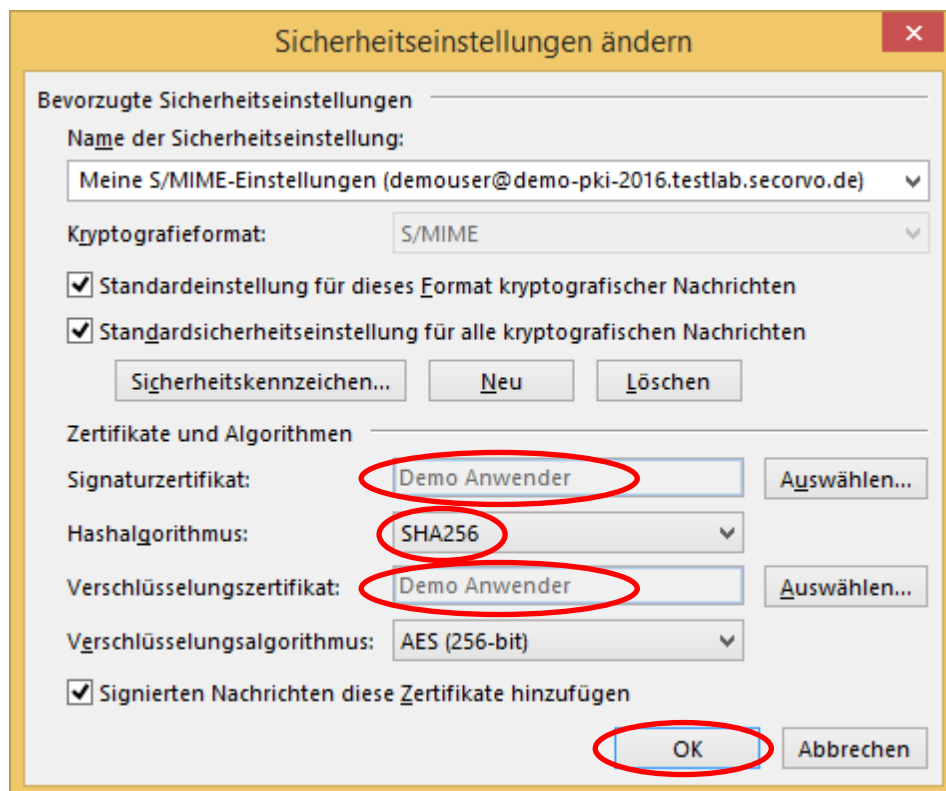 Sicherheitseinstellungen ändern
Bevorzugte Sicherheitseinstellungen
Name der Sicherheitseinstellung:
Meine S/MIME-Einstellungen (demouser@demo-pki-2016.testlab.secorvo.de)
Kryptografieformat: S/MIME
Standardeinstellung für dieses Format kryptografischer Nachrichten
Standardsicherheitseinstellung für alle kryptografischen Nachrichten
Sicherheitskennzeichen... Neu Löschen
Zertifikate und Algorithmen
Signaturzertifikat: Demo Anwender Auswählen...
Hashalgorithmus: SHA256
Verschlüsselungszertifikat: Demo Anwender Auswählen...
Verschlüsselungsalgorithmus: AES (256-bit)
Signierten Nachrichten diese Zertifikate hinzufügen
OK Abbrechen